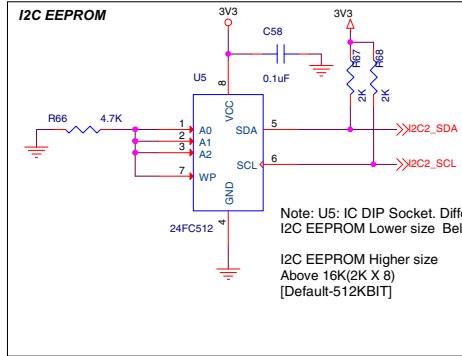 I2C EEPROM
3V3
3V3
C58
0.1uF
R67
2K
R68
2K
U5
8
VCC
R66
4.7K
1
A0
2
A1
3
A2
7
WP
SDA
5
I2C2_SDA
SCL
6
I2C2_SCL
GND
4
24FC512
Note: U5: IC DIP Socket.
I2C EEPROM Lower size
I2C EEPROM Higher size
Above 16K(2K X 8)
[Default-512KBIT]